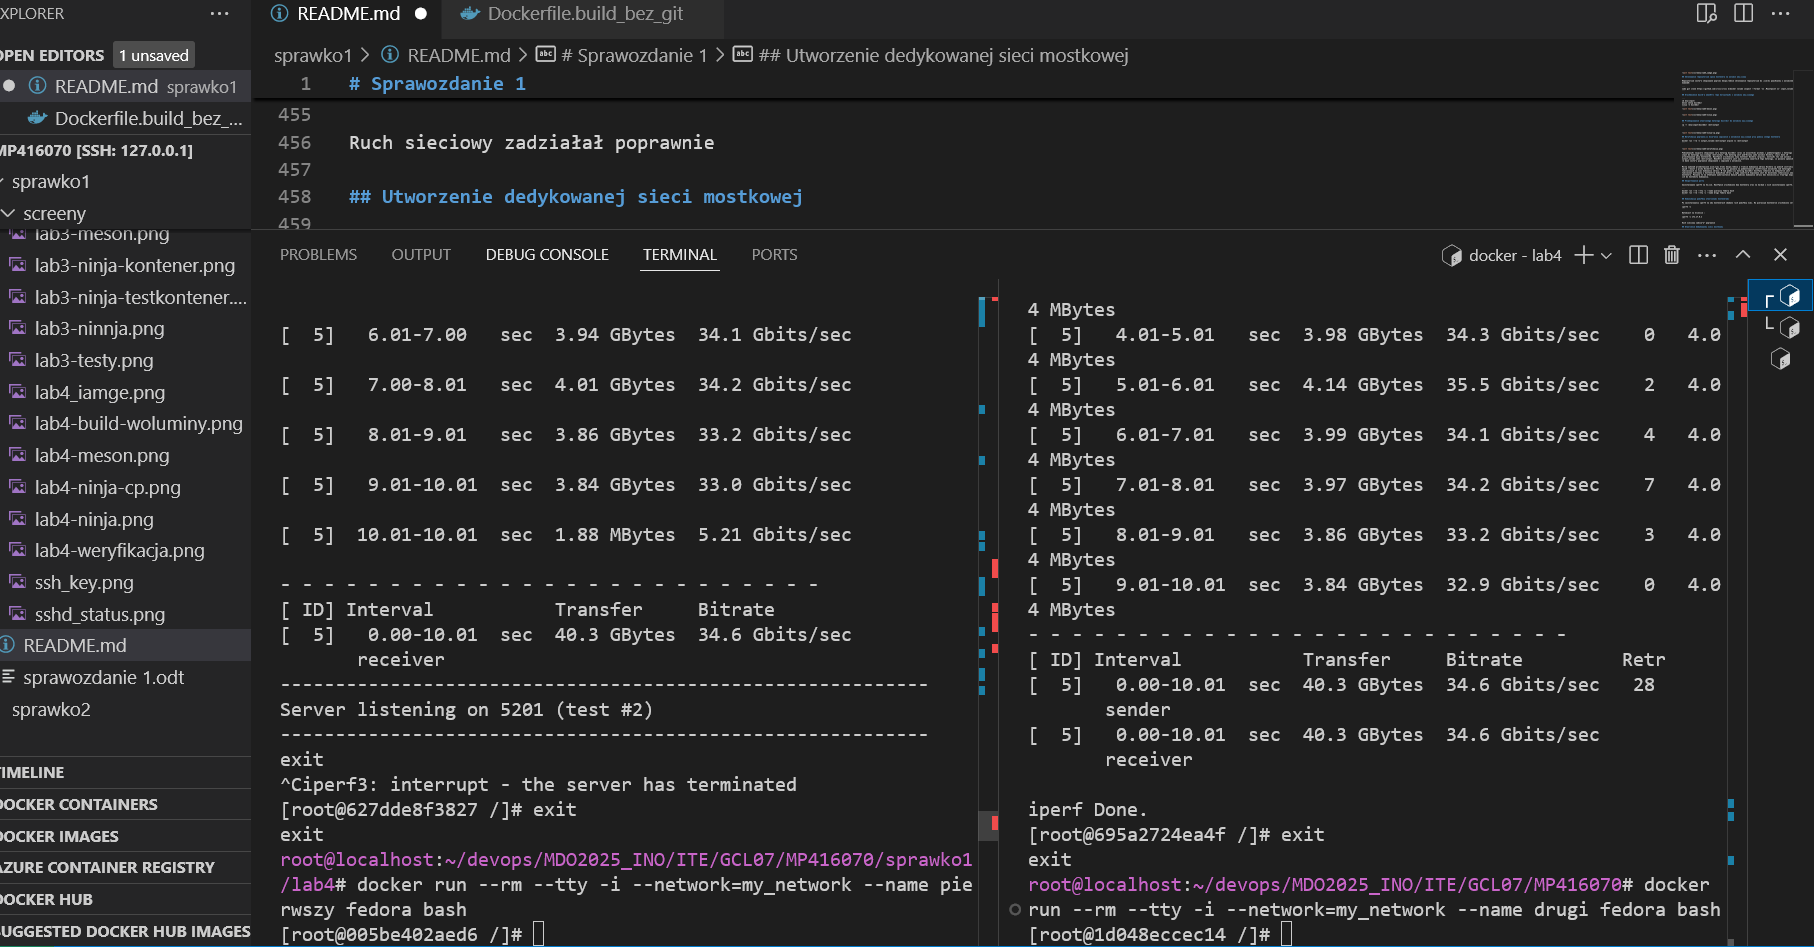 XPLORER
README.md
Dockerfile.build_bez_git
OPEN EDITORS
1 unsaved
sprawko1
README.md
# Sprawozdanie 1
## Utworzenie dedykowanej sieci mostkowej
README.md sprawko1
Dockerfile.build_bez_...
MP416070 [SSH: 127.0.0.1]
sprawko1
screeny
lab3-meson.png
lab3-ninja-kontener.png
lab3-ninja-testkontener....
lab3-ninnja.png
lab3-testy.png
lab4_iamge.png
lab4-build-woluminy.png
lab4-meson.png
lab4-ninja-cp.png
lab4-ninja.png
lab4-weryfikacja.png
ssh_key.png
sshd_status.png
README.md
sprawozdanie 1.odt
sprawko2
TIMELINE
DOCKER CONTAINERS
DOCKER IMAGES
AZURE CONTAINER REGISTRY
DOCKER HUB
SUGGESTED DOCKER HUB IMAGES
1 # Sprawozdanie 1
455
456 Ruch sieciowy zadziałał poprawnie
457
458 ## Utworzenie dedykowanej sieci mostkowej
459
PROBLEMS OUTPUT DEBUG CONSOLE TERMINAL PORTS
docker - lab4
[  5]   6.01-7.00   sec  3.94 GBytes  34.1 Gbits/sec
[  5]   7.00-8.01   sec  4.01 GBytes  34.2 Gbits/sec
[  5]   8.01-9.01   sec  3.86 GBytes  33.2 Gbits/sec
[  5]   9.01-10.01  sec  3.84 GBytes  33.0 Gbits/sec
[  5]  10.01-10.01  sec  1.88 MBytes  5.21 Gbits/sec
- - - - - - - - - - - - - - - - - - - - - - - - -
[ ID] Interval           Transfer     Bitrate
[  5]   0.00-10.01  sec  40.3 GBytes  34.6 Gbits/sec
receiver
-----------------------------------------------------------
Server listening on 5201 (test #2)
-----------------------------------------------------------
exit
^Ciperf3: interrupt - the server has terminated
[root@627dde8f3827 /]# exit
exit
root@localhost:~/devops/MDO2025_INO/ITE/GCL07/MP416070/sprawko1
/lab4# docker run --rm --tty -i --network=my_network --name pie
rwszy fedora bash
[root@005be402aed6 /]#
4 MBytes
[  5]   4.01-5.01   sec  3.98 GBytes  34.3 Gbits/sec    0   4.0
4 MBytes
[  5]   5.01-6.01   sec  4.14 GBytes  35.5 Gbits/sec    2   4.0
4 MBytes
[  5]   6.01-7.01   sec  3.99 GBytes  34.1 Gbits/sec    4   4.0
4 MBytes
[  5]   7.01-8.01   sec  3.97 GBytes  34.2 Gbits/sec    7   4.0
4 MBytes
[  5]   8.01-9.01   sec  3.86 GBytes  33.2 Gbits/sec    3   4.0
4 MBytes
[  5]   9.01-10.01  sec  3.84 GBytes  32.9 Gbits/sec    0   4.0
4 MBytes
- - - - - - - - - - - - - - - - - - - - - - - - -
[ ID] Interval           Transfer     Bitrate         Retr
[  5]   0.00-10.01  sec  40.3 GBytes  34.6 Gbits/sec   28
sender
[  5]   0.00-10.01  sec  40.3 GBytes  34.6 Gbits/sec
receiver
iperf Done.
[root@695a2724ea4f /]# exit
exit
root@localhost:~/devops/MDO2025_INO/ITE/GCL07/MP416070# docker
run --rm --tty -i --network=my_network --name drugi fedora bash
[root@1d048eccec14 /]#